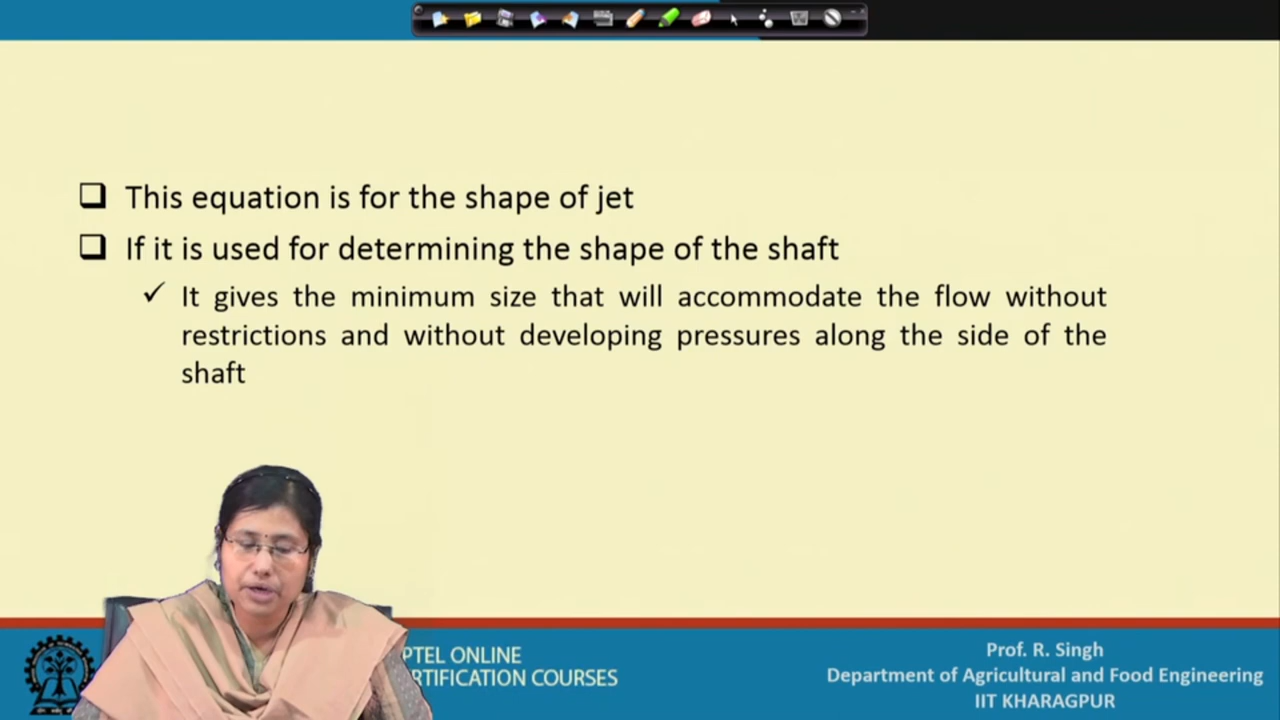 This equation is for the shape of jet
If it is used for determining the shape of the shaft
It gives the minimum size that will accommodate the flow without
restrictions and without developing pressures along the side of the
shaft
PTEL ONLINE
RTIFICATION COURSES
Prof. R. Singh
Department of Agricultural and Food Engineering
IIT KHARAGPUR